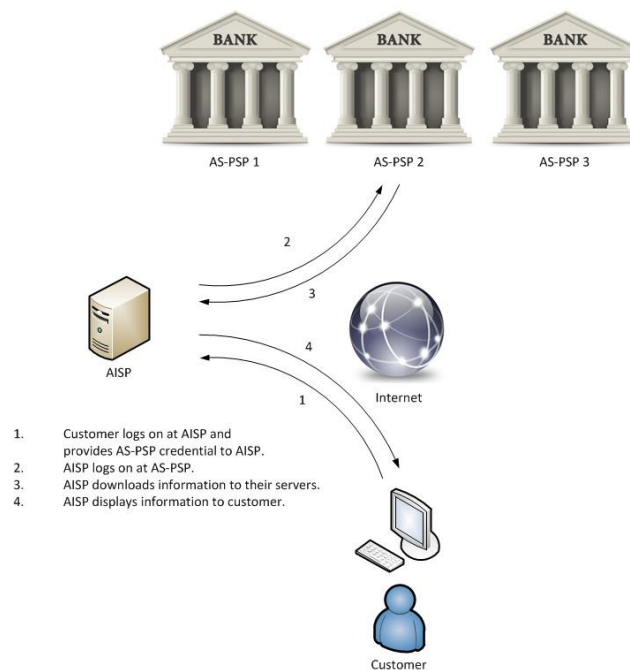 BANK BANK BANK
AS-PSP 1 AS-PSP 2 AS-PSP 3
2
3
4
AISP
Internet
1
1. Customer logs on at AISP and
provides AS-PSP credential to AISP.
2. AISP logs on at AS-PSP.
3. AISP downloads information to their servers.
4. AISP displays information to customer.
Customer